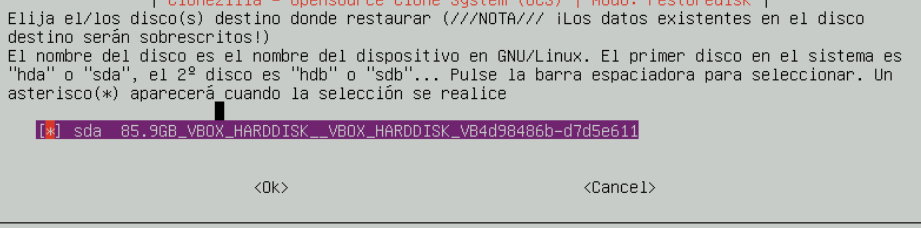 Clonezilla - Opensource Clone System (OCS) | Modo: restoredisk
Elija el/los disco(s) destino donde restaurar (///NOTA/// ¡Los datos existentes en el disco
destino serán sobrescritos!)
El nombre del disco es el nombre del dispositivo en GNU/Linux. El primer disco en el sistema es
"hda" o "sda", el 2º disco es "hdb" o "sdb"... Pulse la barra espaciadora para seleccionar. Un
asterisco(*) aparecerá cuando la selección se realice
[*] sda 85.9GB_VBOX_HARDDISK__VBOX_HARDDISK_VB4d98486b-d7d5e611
<Ok> <Cancel>